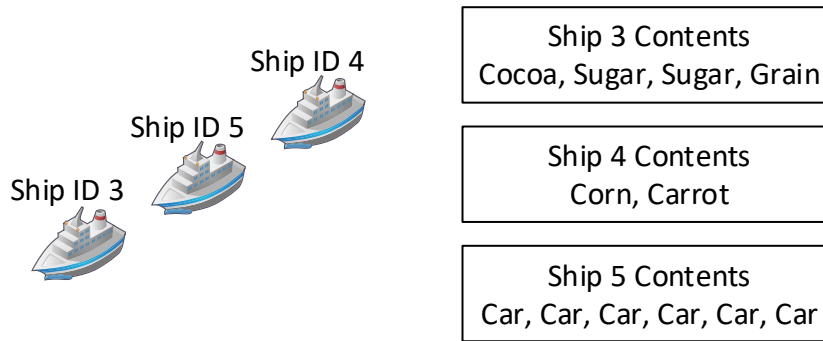 Ship ID 4
Ship ID 5
Ship ID 3
Ship 3 Contents
Cocoa, Sugar, Sugar, Grain
Ship 4 Contents
Corn, Carrot
Ship 5 Contents
Car, Car, Car, Car, Car, Car